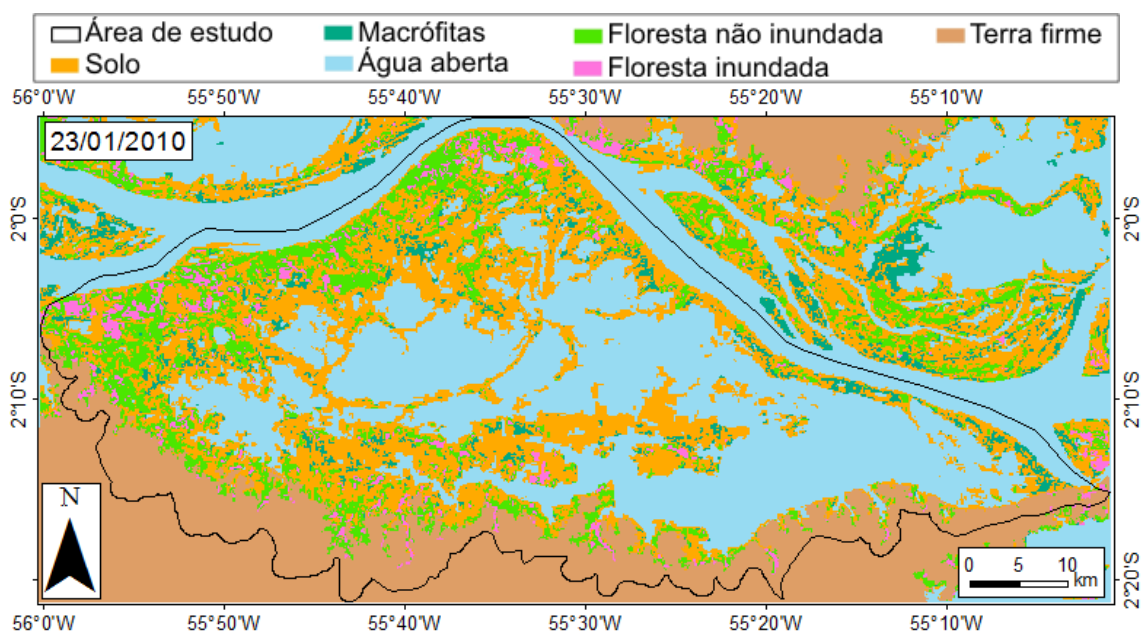 Área de estudo Macrófitas Floresta não inundada Terra firme
Solo Água aberta Floresta inundada
56°0'W 55°50'W 55°40'W 55°30'W 55°20'W 55°10'W
23/01/2010
2°0'S 2°0'S
2°10'S 2°10'S
N
0 5 10
km
2°20'S
56°0'W 55°50'W 55°40'W 55°30'W 55°20'W 55°10'W